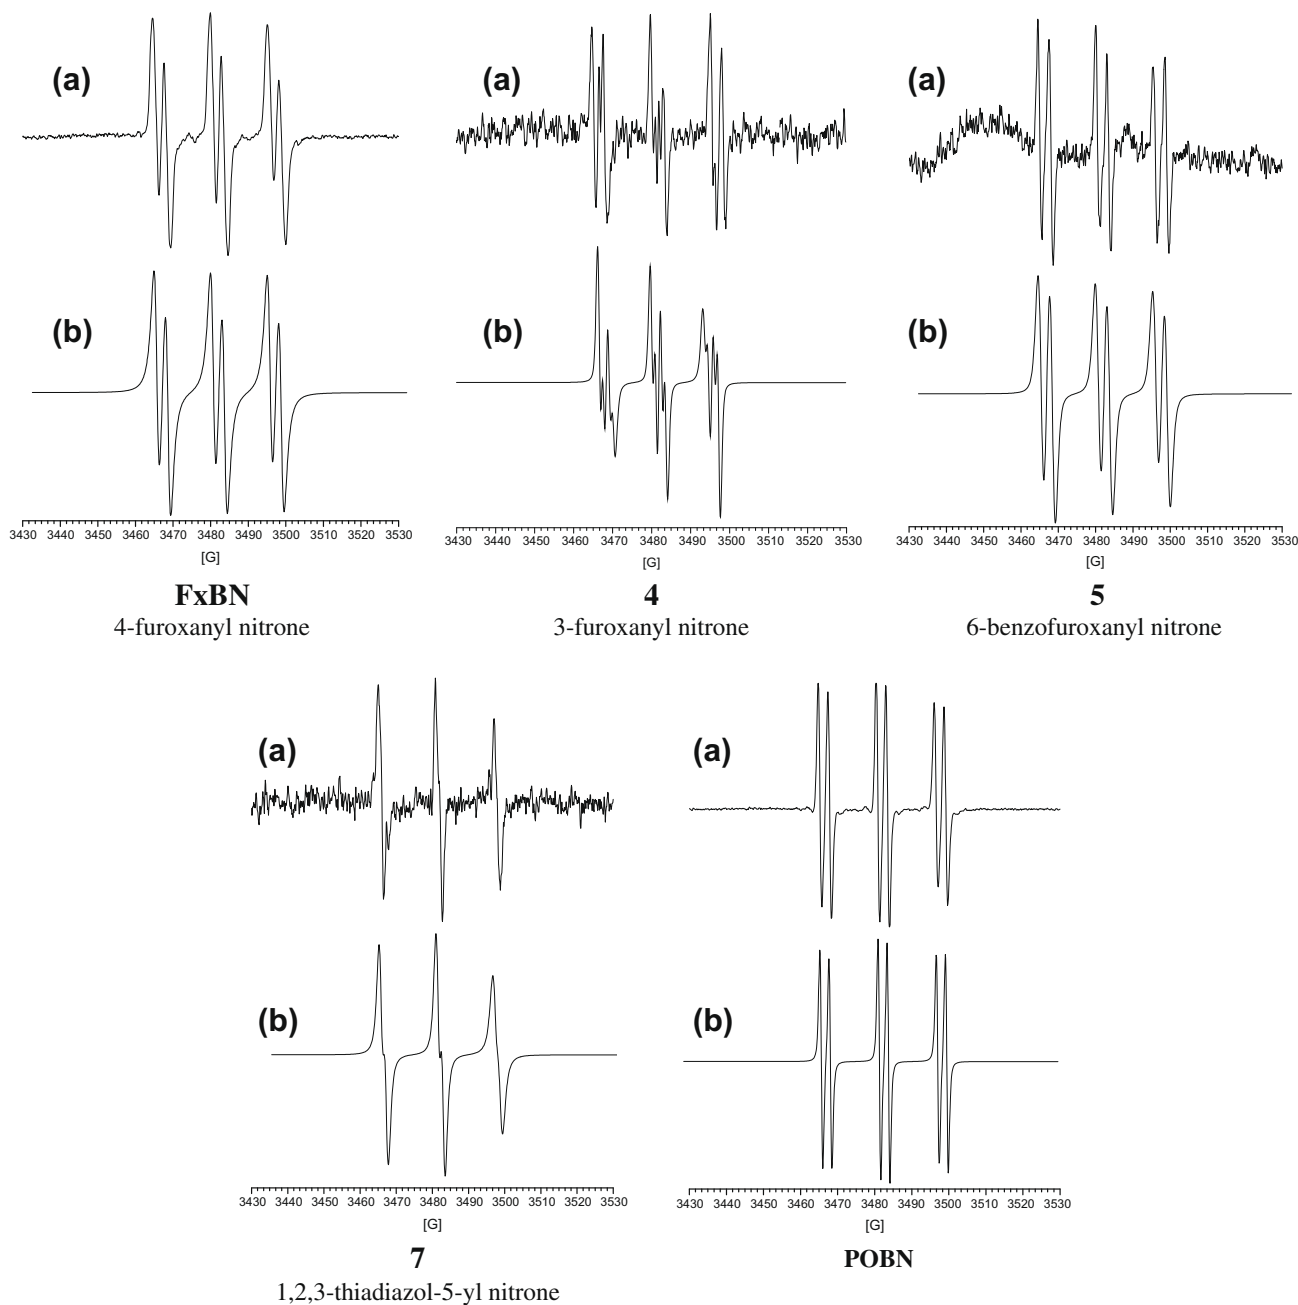 (a) (a) (a)
(b) (b) (b)
3430 3440 3450 3460 3470 3480 3490 3500 3510 3520 3530
[G]
3430 3440 3450 3460 3470 3480 3490 3500 3510 3520 3530
[G]
3430 3440 3450 3460 3470 3480 3490 3500 3510 3520 3530
[G]
FxBN
4-furoxanyl nitrone
4
3-furoxanyl nitrone
5
6-benzofuroxanyl nitrone
(a) (a)
(b) (b)
3430 3440 3450 3460 3470 3480 3490 3500 3510 3520 3530
[G]
3430 3440 3450 3460 3470 3480 3490 3500 3510 3520 3530
[G]
7
1,2,3-thiadiazol-5-yl nitrone
POBN